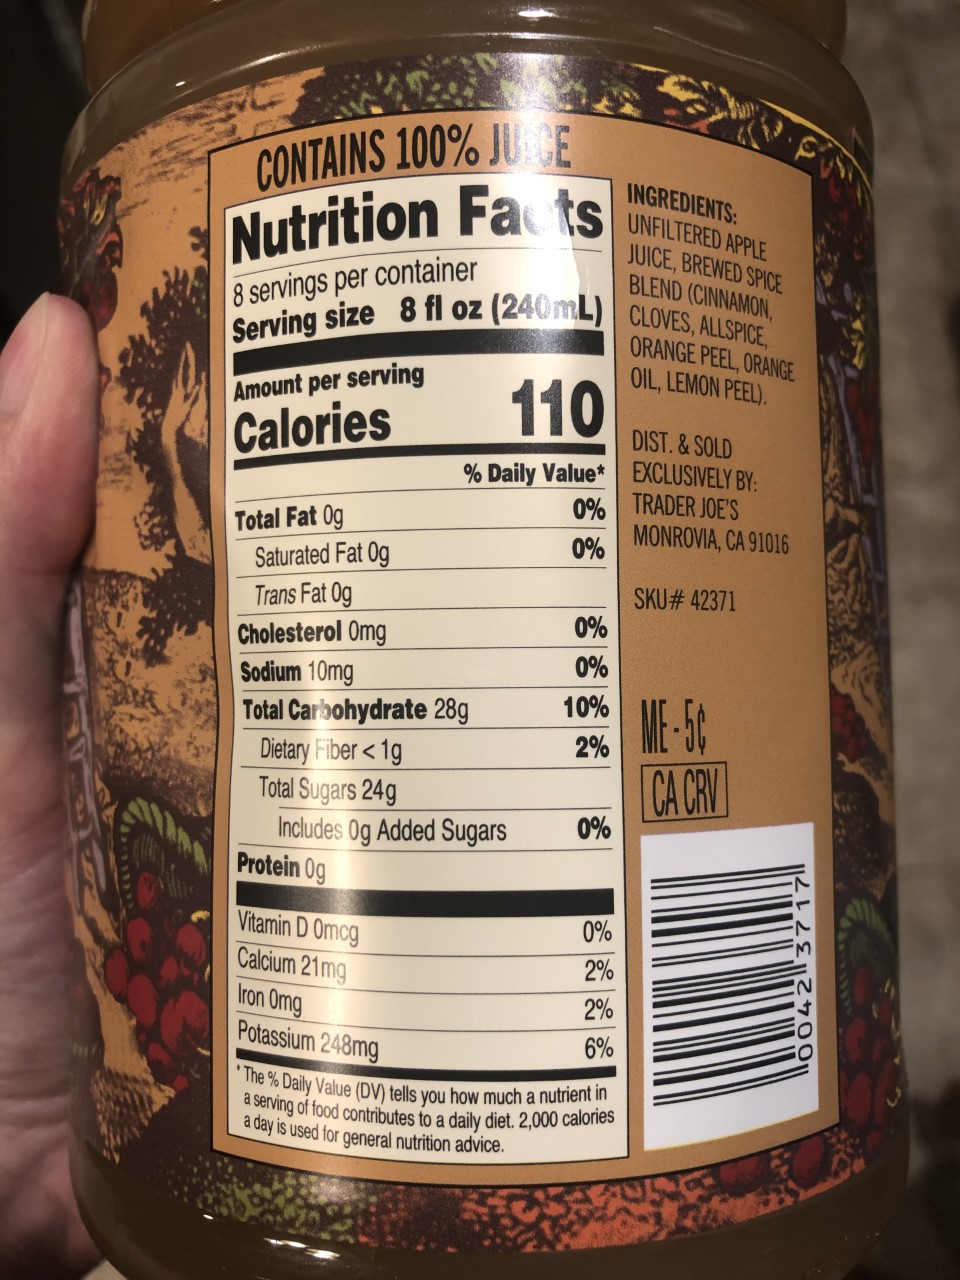 CONTAINS 100% JUICE
Nutrition Facts
8 servings per container
Serving size 8 fl oz (240mL)
Amount per serving
Calories 110
% Daily Value*
Total Fat 0g 0%
Saturated Fat 0g 0%
Trans Fat 0g
Cholesterol 0mg 0%
Sodium 10mg 0%
Total Carbohydrate 28g 10%
Dietary Fiber < 1g 2%
Total Sugars 24g
Includes 0g Added Sugars 0%
Protein 0g
Vitamin D 0mcg 0%
Calcium 21mg 2%
Iron 0mg 2%
Potassium 248mg 6%
* The % Daily Value (DV) tells you how much a nutrient in
a serving of food contributes to a daily diet. 2,000 calories
a day is used for general nutrition advice.
INGREDIENTS:
UNFILTERED APPLE
JUICE, BREWED SPICE
BLEND (CINNAMON,
CLOVES, ALLSPICE,
ORANGE PEEL, ORANGE
OIL, LEMON PEEL).
DIST. & SOLD
EXCLUSIVELY BY:
TRADER JOE'S
MONROVIA, CA 91016
SKU# 42371
ME - 5¢
CA CRV
0042 3717